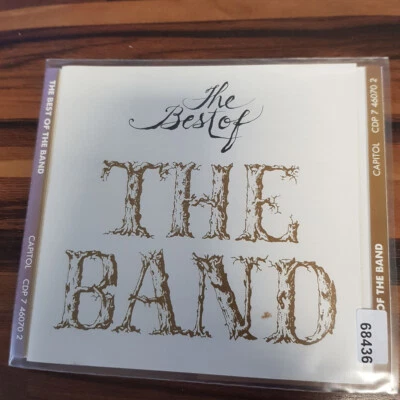 The
Best of
THE
BAND
THE BEST OF THE BAND
CAPITOL CDP 7 46070 2
CAPITOL CDP 7 46070 2
OF THE BAND
68436